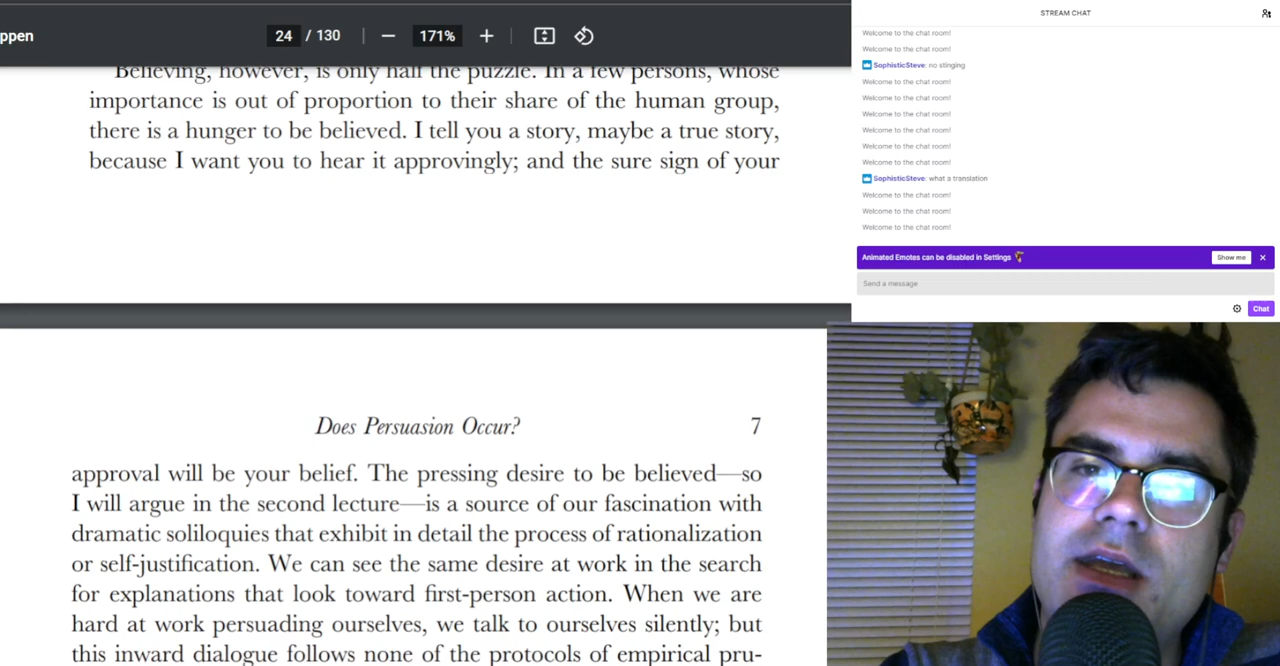 ppen
24 / 130
171%
Believing, however, is only half the puzzle. In a few persons, whose
importance is out of proportion to their share of the human group,
there is a hunger to be believed. I tell you a story, maybe a true story,
because I want you to hear it approvingly; and the sure sign of your
Does Persuasion Occur?
7
approval will be your belief. The pressing desire to be believed—so
I will argue in the second lecture—is a source of our fascination with
dramatic soliloquies that exhibit in detail the process of rationalization
or self-justification. We can see the same desire at work in the search
for explanations that look toward first-person action. When we are
hard at work persuading ourselves, we talk to ourselves silently; but
this inward dialogue follows none of the protocols of empirical pru-
STREAM CHAT
Welcome to the chat room!
Welcome to the chat room!
SophisticSteve: no stinging
Welcome to the chat room!
Welcome to the chat room!
Welcome to the chat room!
Welcome to the chat room!
Welcome to the chat room!
Welcome to the chat room!
SophisticSteve: what a translation
Welcome to the chat room!
Welcome to the chat room!
Welcome to the chat room!
Animated Emotes can be disabled in Settings
Show me
Send a message
Chat